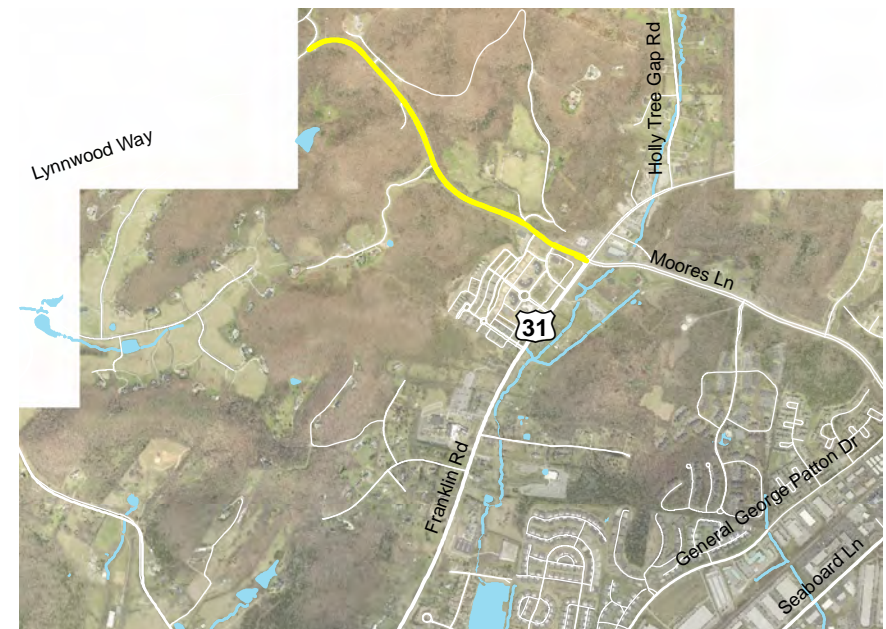 Holly Tree Gap Rd
Lynnwood Way
Moores Ln
31
Franklin Rd
General George Patton Dr
Seaboard Ln